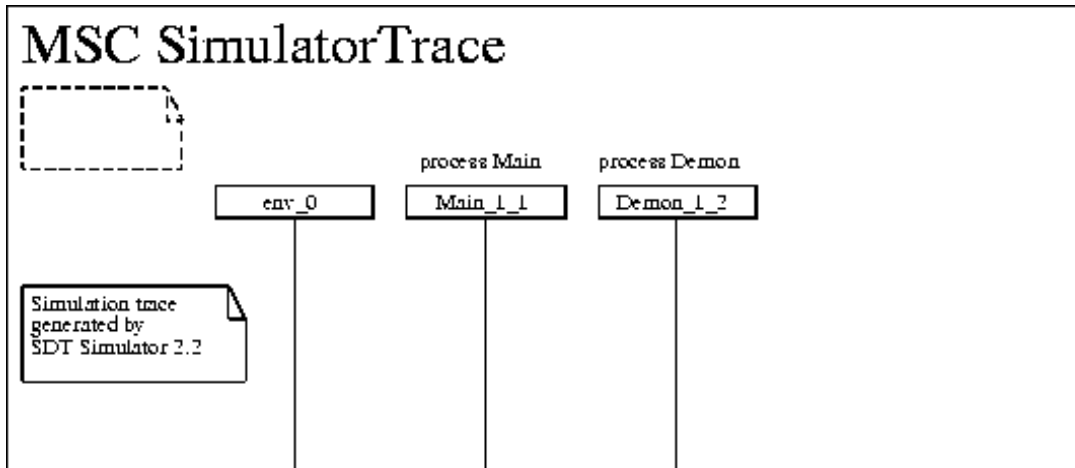 MSC SimulatorTrace
process Main process Demon
env_0 Main_1_1 Demon_1_2
Simulation trace
generated by
SDT Simulator 2.2